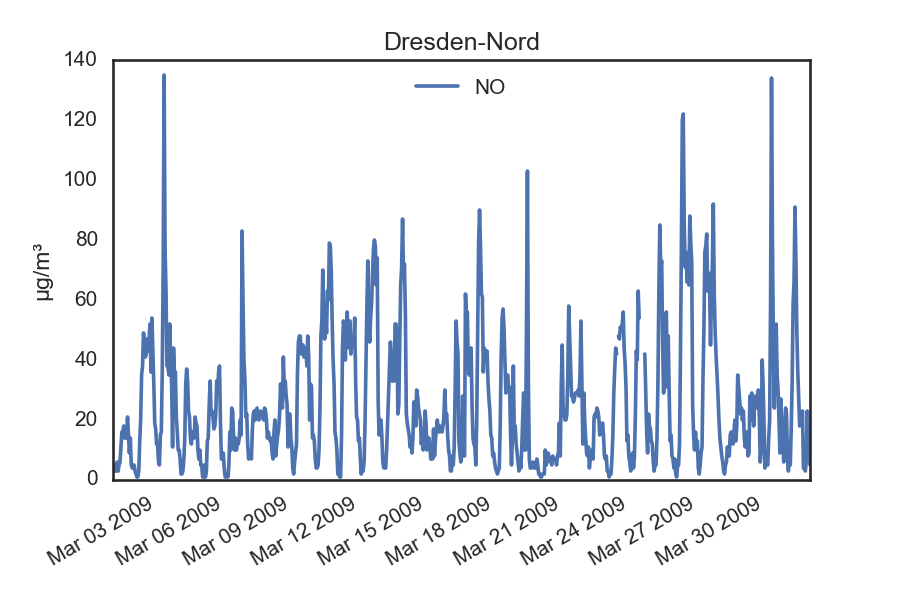 Dresden-Nord
NO
µg/m³
140
120
100
80
60
40
20
0
Mar 03 2009
Mar 06 2009
Mar 09 2009
Mar 12 2009
Mar 15 2009
Mar 18 2009
Mar 21 2009
Mar 24 2009
Mar 27 2009
Mar 30 2009